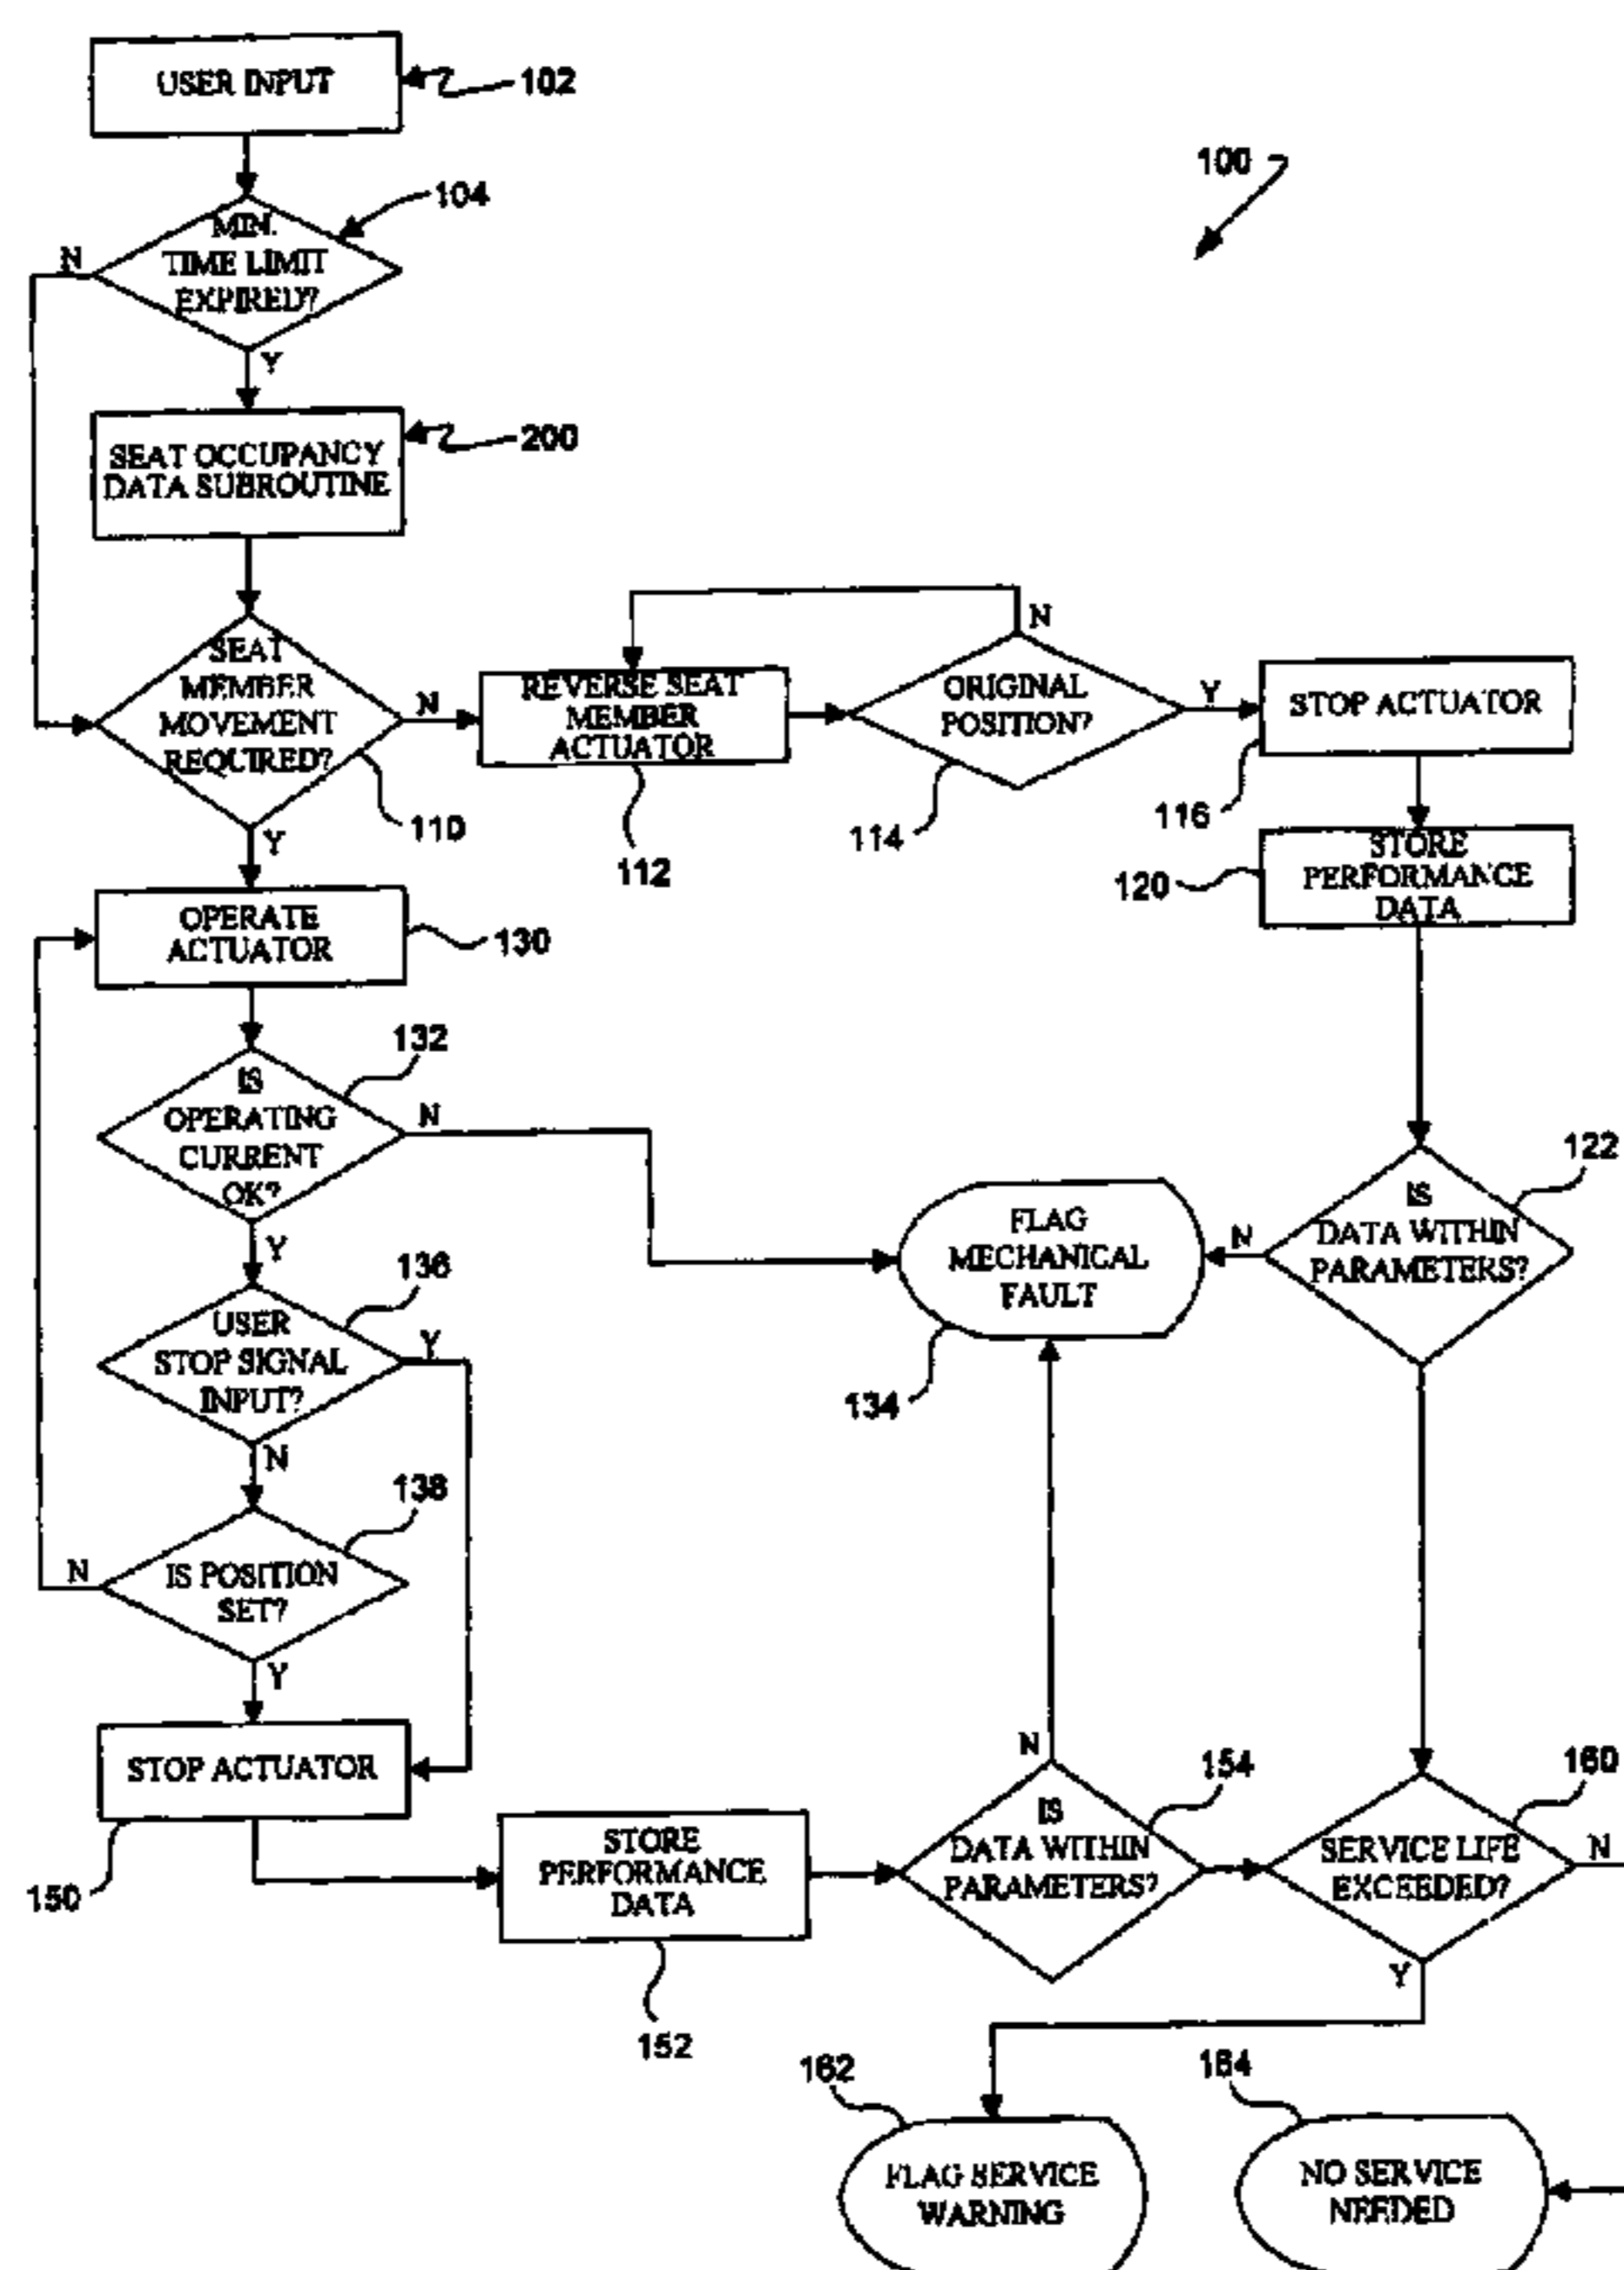 USER INPUT
102
100
104
MIN.
TIME LIMIT
EXPIRED?
N
Y
200
SEAT OCCUPANCY
DATA SUBROUTINE
SEAT
MEMBER
MOVEMENT
REQUIRED?
N
Y
110
REVERSE SEAT
MEMBER
ACTUATOR
112
N
ORIGINAL
POSITION?
Y
114
STOP ACTUATOR
116
STORE
PERFORMANCE
DATA
120
OPERATE
ACTUATOR
130
132
IS
OPERATING
CURRENT
OK?
N
Y
FLAG
MECHANICAL
FAULT
134
122
IS
DATA WITHIN
PARAMETERS?
N
136
USER
STOP SIGNAL
INPUT?
Y
N
138
IS POSITION
SET?
N
Y
STOP ACTUATOR
150
STORE
PERFORMANCE
DATA
152
N
154
IS
DATA WITHIN
PARAMETERS?
160
SERVICE LIFE
EXCEEDED?
N
Y
162
FLAG SERVICE
WARNING
164
NO SERVICE
NEEDED